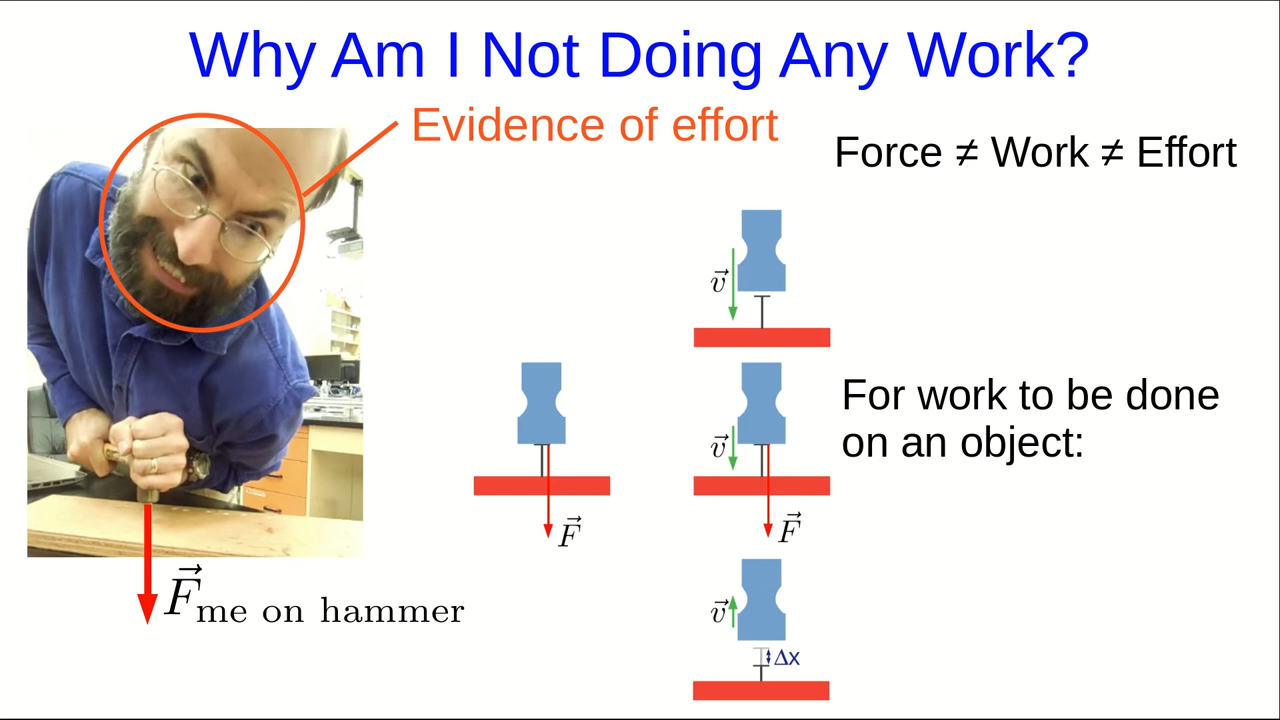 Why Am I Not Doing Any Work?
Evidence of effort
Force ≠ Work ≠ Effort
v⃗
v⃗
For work to be done
on an object:
F⃗
F⃗
v⃗
F⃗me on hammer
Δx